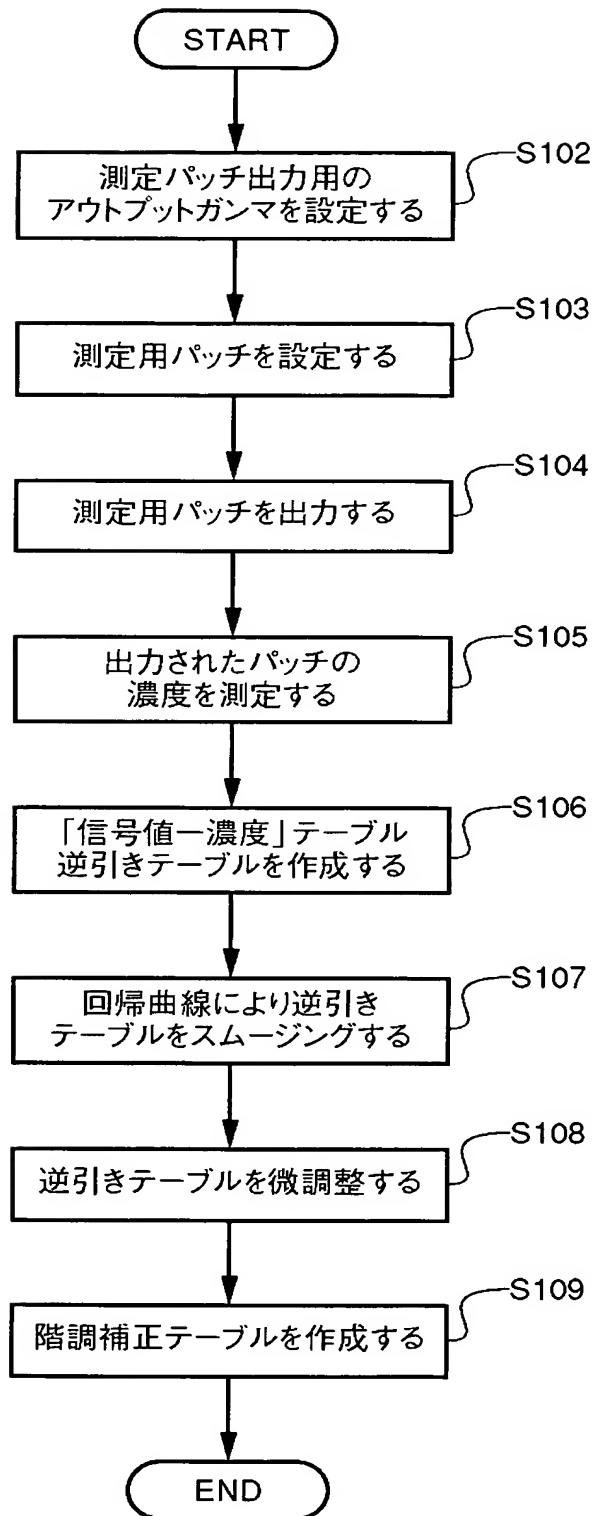 START
測定パッチ出力用の
アウトプットガンマを設定する
S102
測定用パッチを設定する
S103
測定用パッチを出力する
S104
出力されたパッチの
濃度を測定する
S105
「信号値ー濃度」テーブル
逆引きテーブルを作成する
S106
回帰曲線により逆引き
テーブルをスムージングする
S107
逆引きテーブルを微調整する
S108
階調補正テーブルを作成する
S109
END